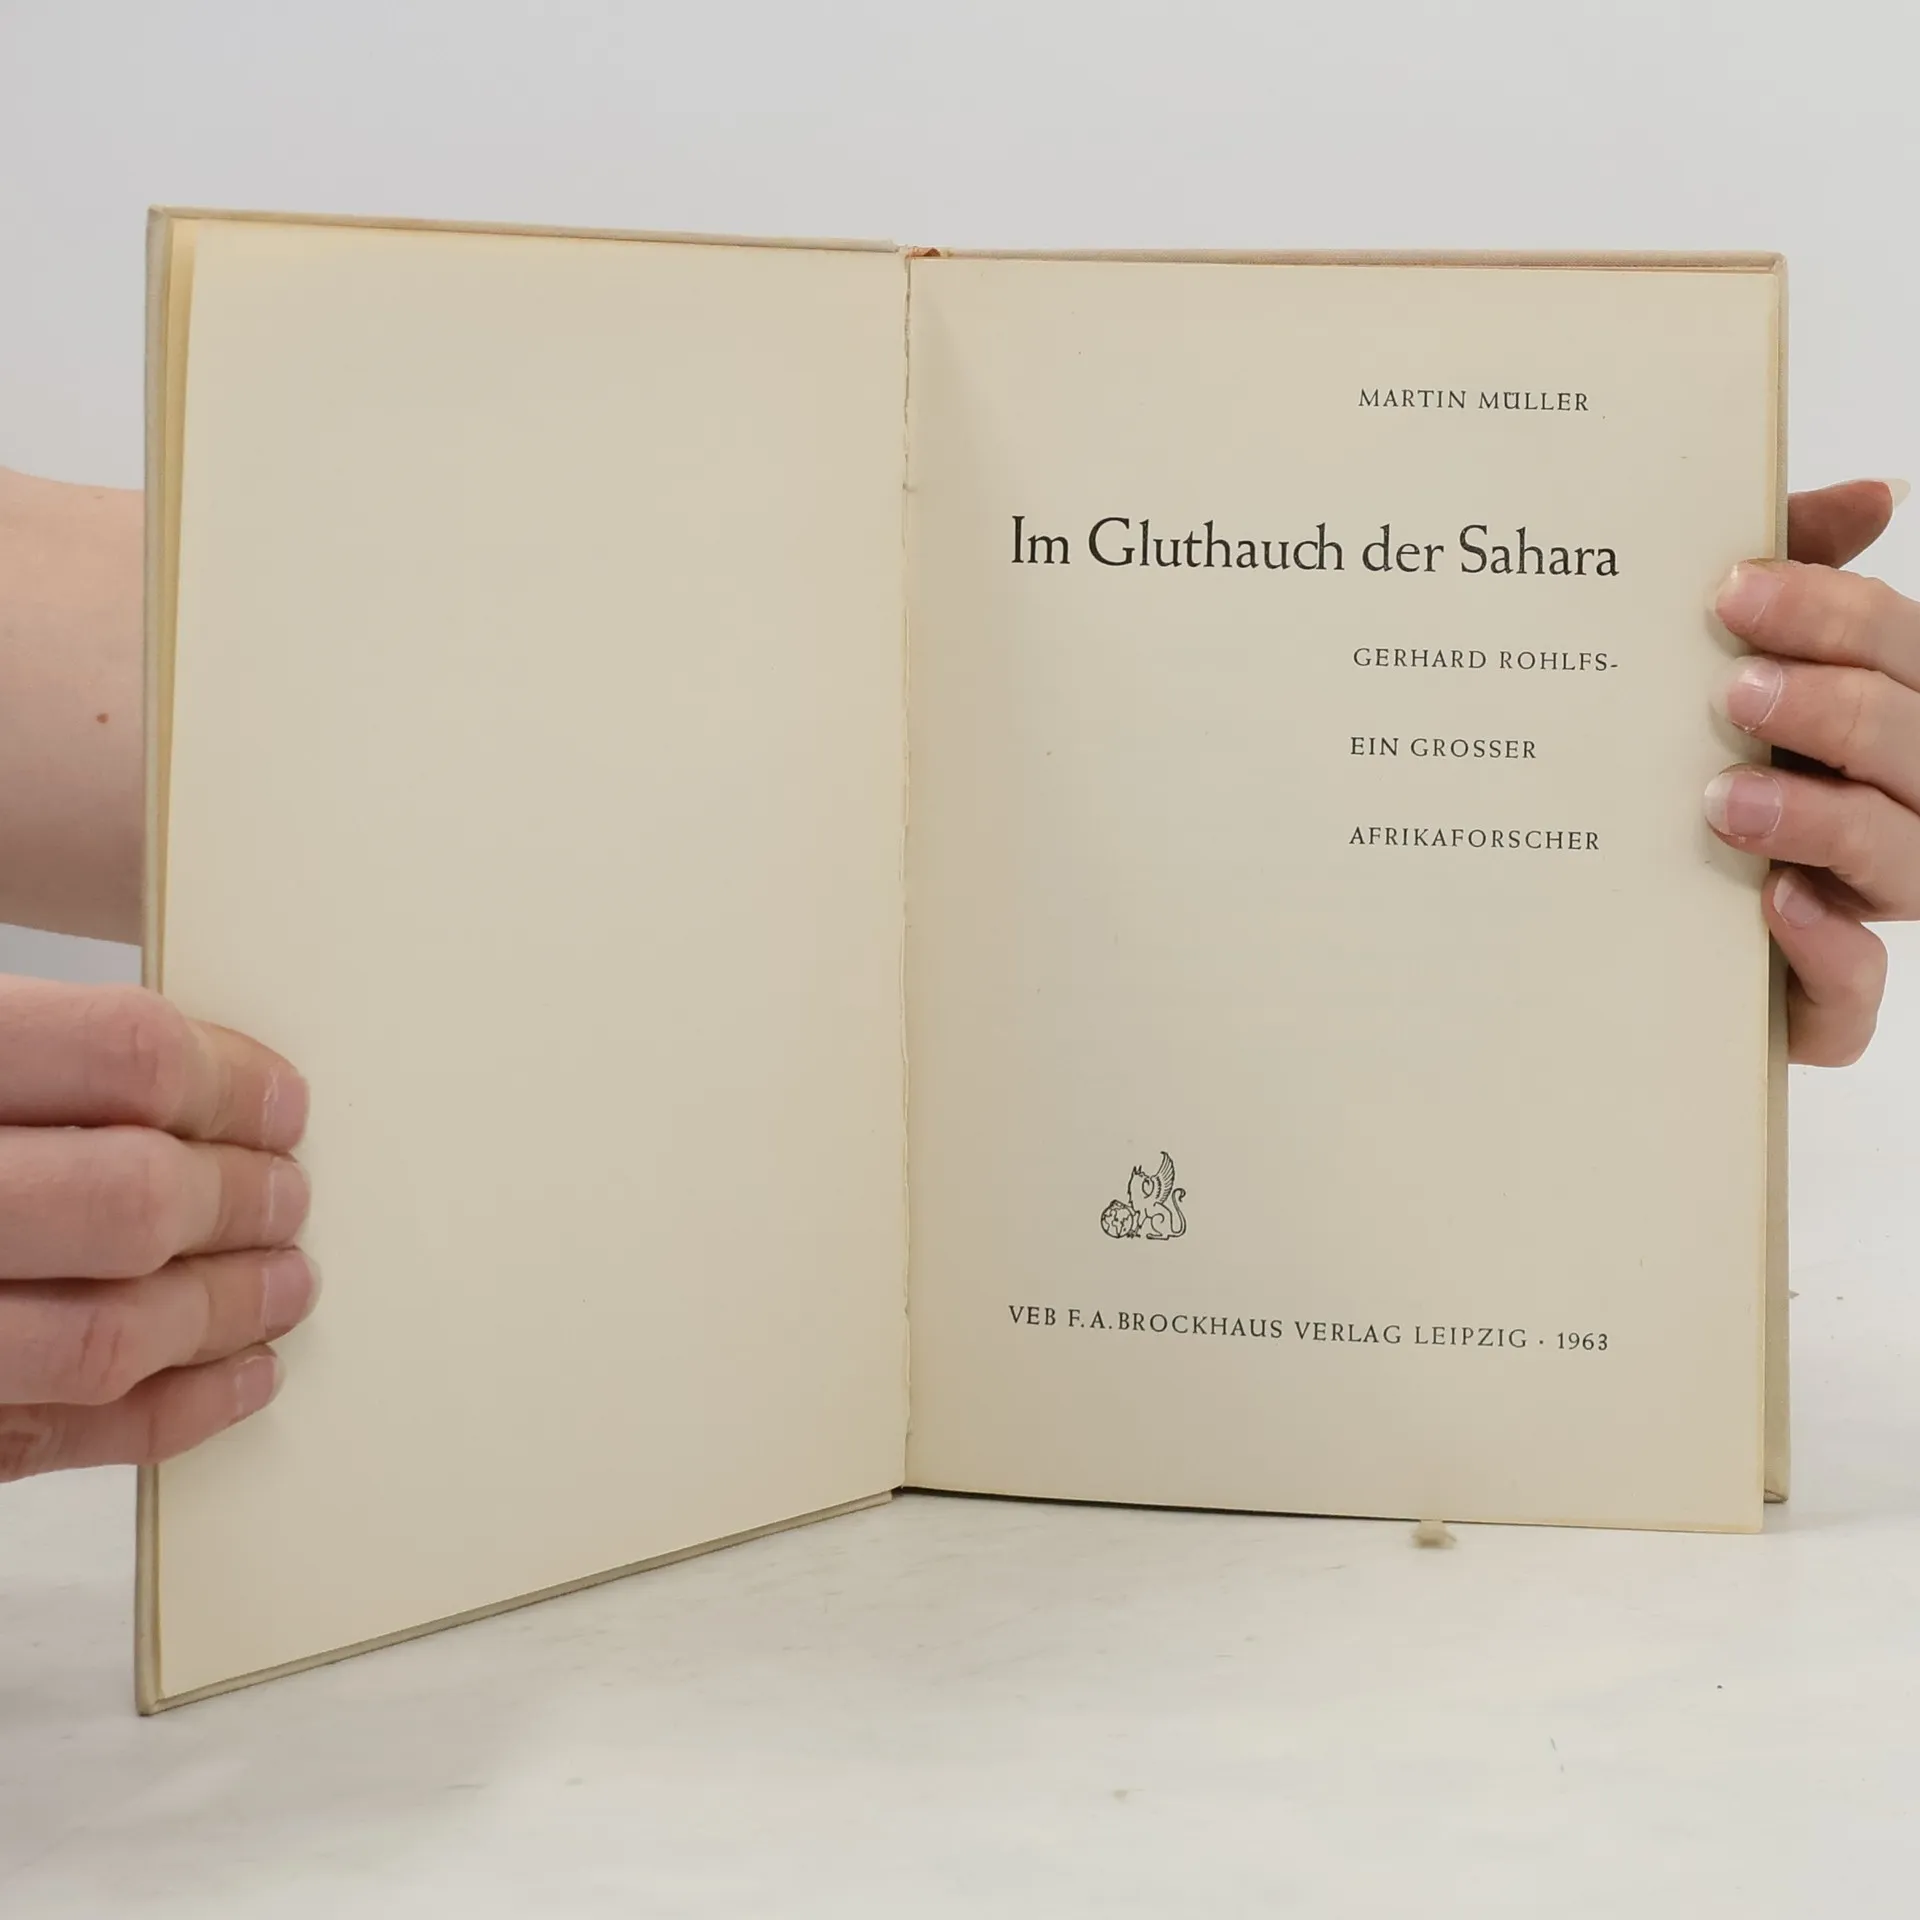 MARTIN MÜLLER
Im Gluthauch der Sahara
GERHARD ROHLFS-
EIN GROSSER
AFRIKAFORSCHER
VEB F.A. BROCKHAUS VERLAG LEIPZIG · 1963